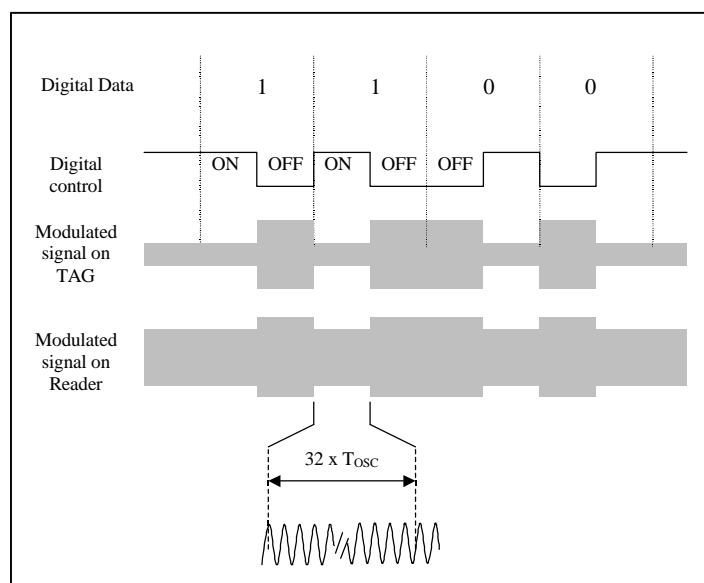 Digital Data 1 1 0 0
Digital
control
ON OFF ON OFF OFF
Modulated
signal on
TAG
Modulated
signal on
Reader
32 x TOSC